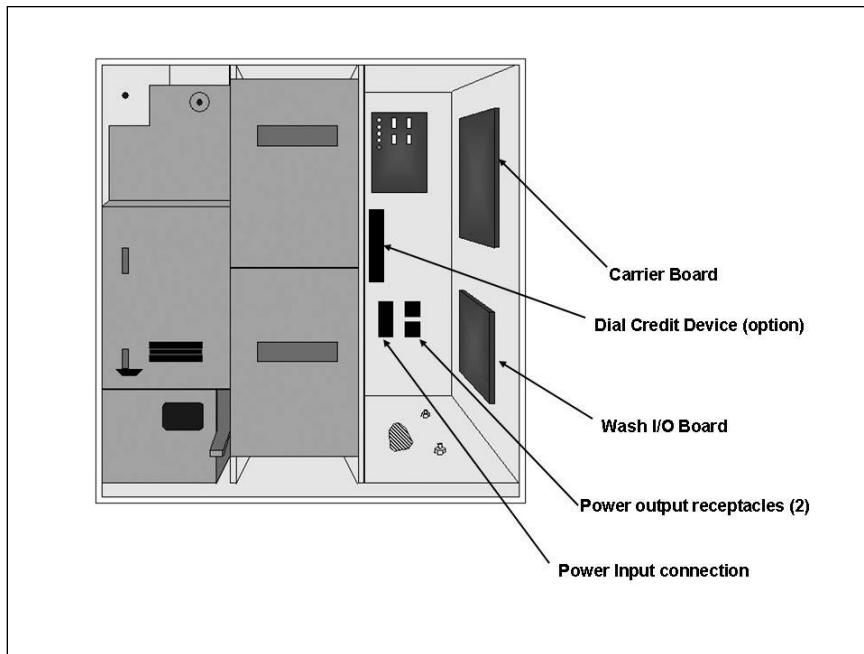 Carrier Board
Dial Credit Device (option)
Wash I/O Board
Power output receptacles (2)
Power Input connection